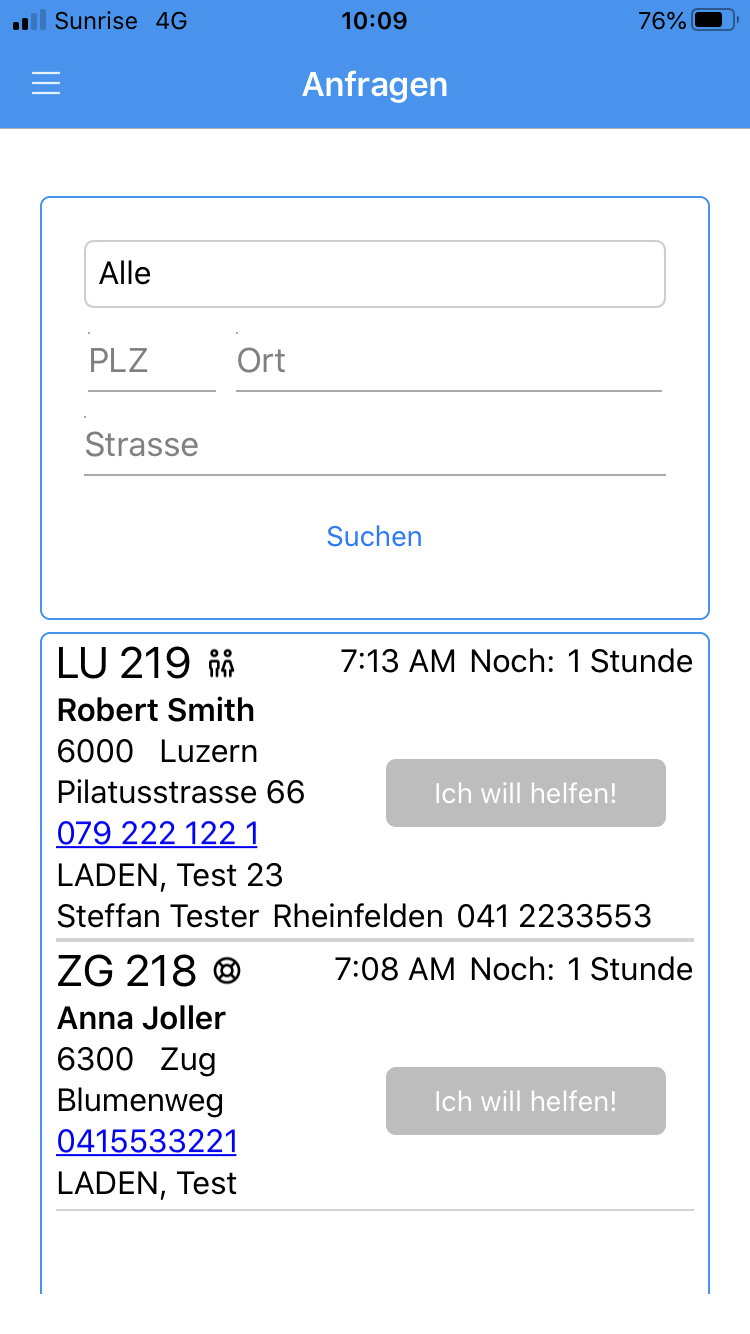 Sunrise 4G 10:09 76%
Anfragen
Alle
PLZ Ort
Strasse
Suchen
LU 219 7:13 AM Noch: 1 Stunde
Robert Smith
6000 Luzern
Pilatusstrasse 66
Ich will helfen!
079 222 122 1
LADEN, Test 23
Steffan Tester Rheinfelden 041 2233553
ZG 218 7:08 AM Noch: 1 Stunde
Anna Joller
6300 Zug
Blumenweg
Ich will helfen!
0415533221
LADEN, Test